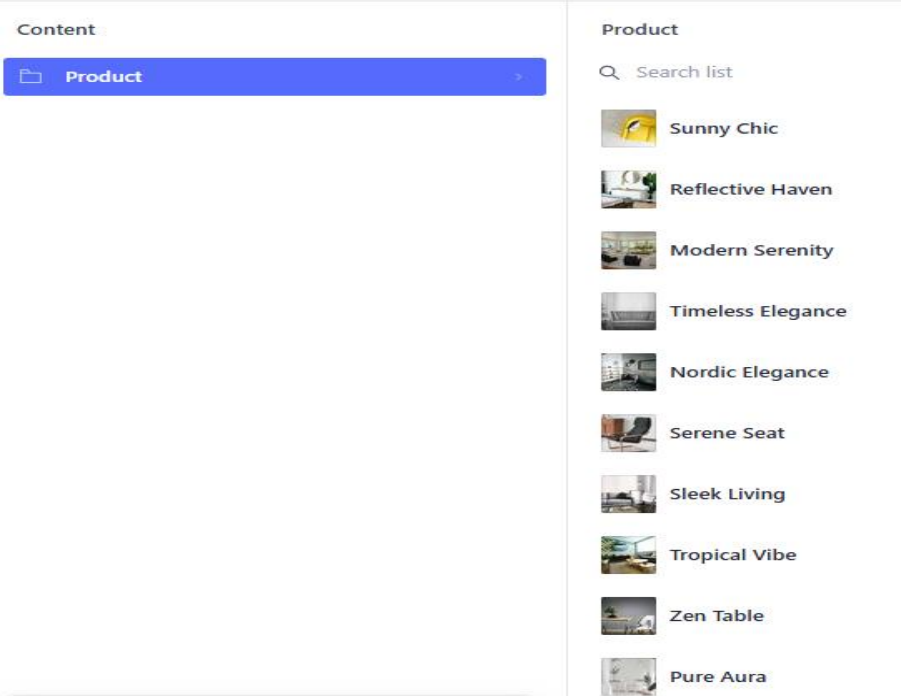 Content
Product
Product
Search list
Sunny Chic
Reflective Haven
Modern Serenity
Timeless Elegance
Nordic Elegance
Serene Seat
Sleek Living
Tropical Vibe
Zen Table
Pure Aura